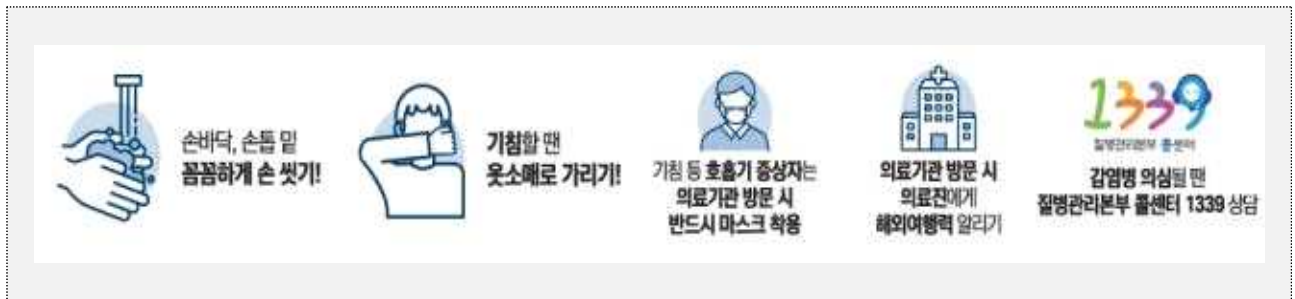 손바닥, 손톱 밑
꼼꼼하게 손 씻기!
기침할 땐
옷소매로 가리기!
기침 등 호흡기 증상자는
의료기관 방문 시
반드시 마스크 착용
의료기관 방문 시
의료진에게
해외여행력 알리기
1339
질병관리본부 콜센터
감염병 의심될 땐
질병관리본부 콜센터 1339 상담